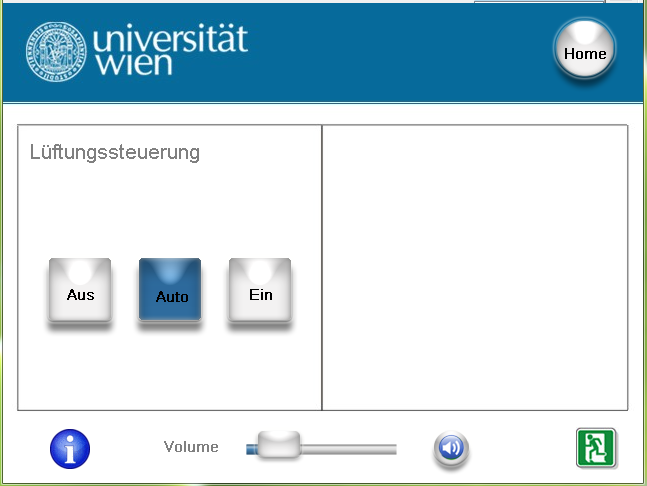 universität
wien
Home
Lüftungssteuerung
Aus
Auto
Ein
Volume